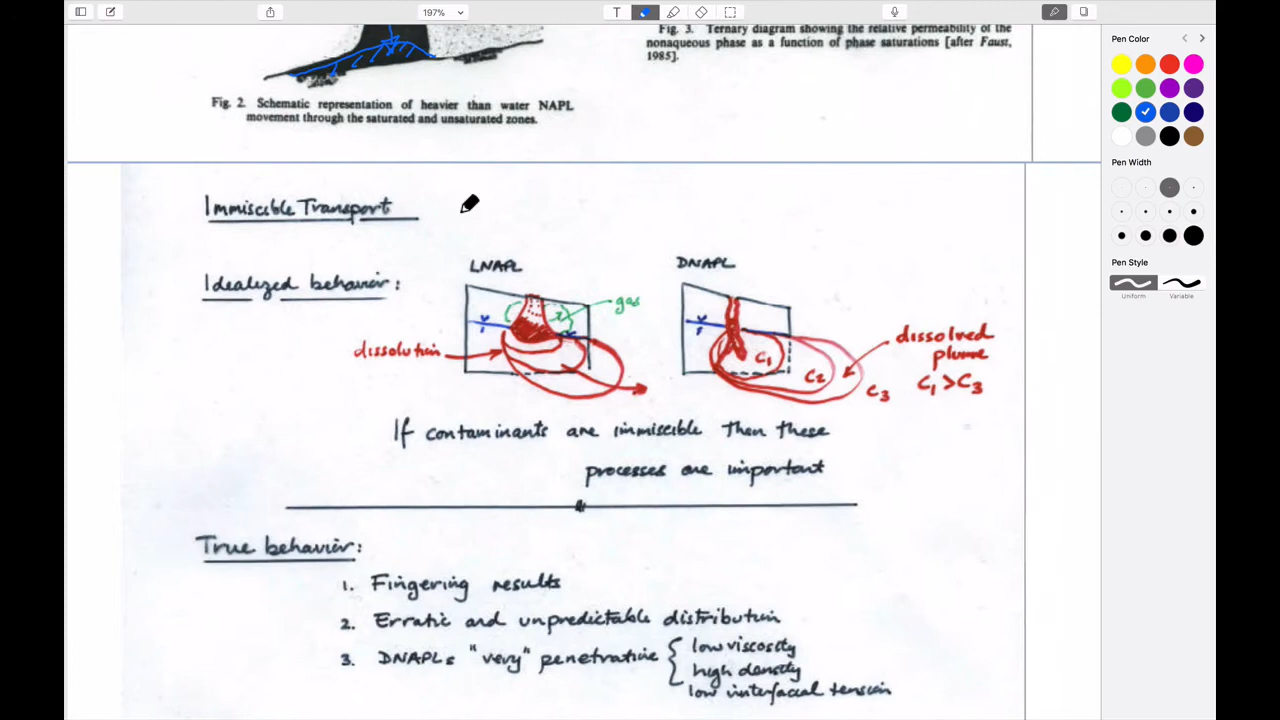 197%
T
Fig. 3. Ternary diagram showing the relative permeability of the
nonaqueous phase as a function of phase saturations [after Faust,
1985].
Fig. 2. Schematic representation of heavier than water NAPL
movement through the saturated and unsaturated zones.
Immiscible Transport
Idealized behavior:
LNAPL
DNAPL
gas
dissolution
C1
C2
C3
dissolved
plume
C1 > C3
If contaminants are immiscible then these
processes are important
True behavior:
1. Fingering results
2. Erratic and unpredictable distribution
3. DNAPLs "very" penetrative { low viscosity
high density
low interfacial tension
Pen Color
Pen Width
Pen Style
Uniform
Variable